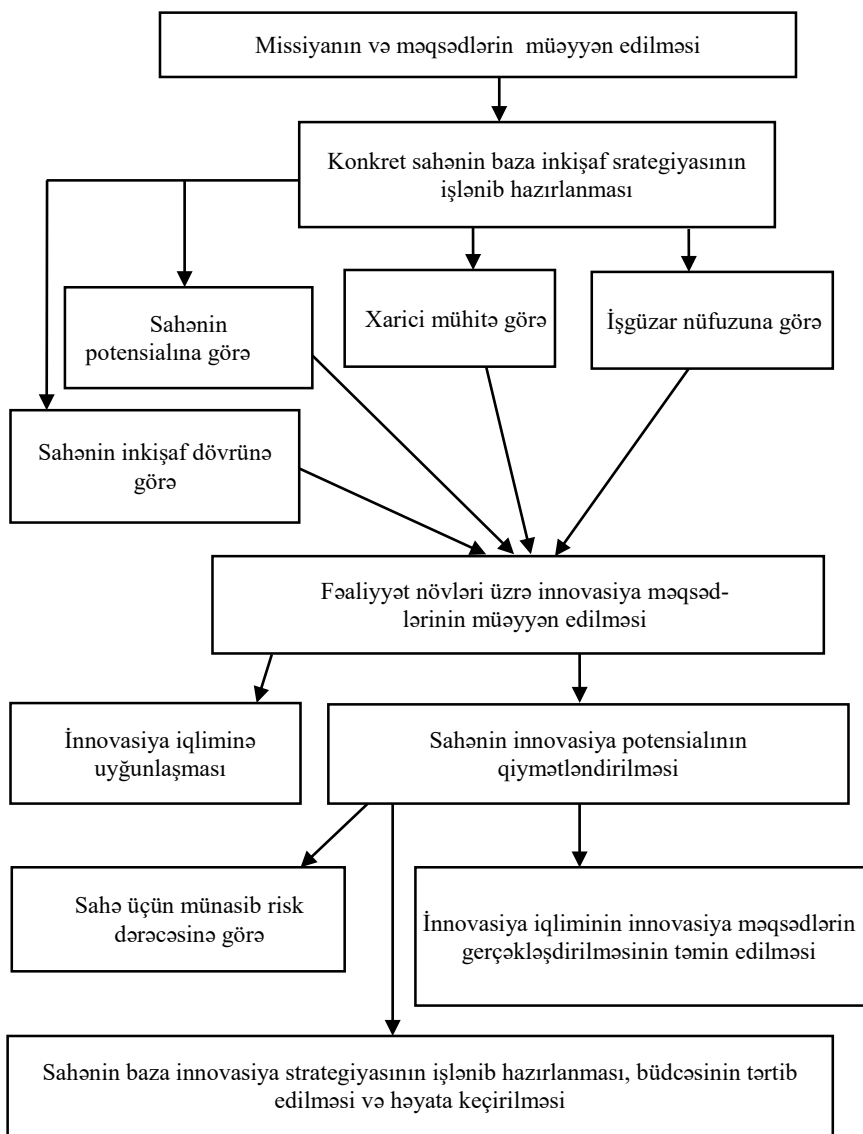 Missiyanın və məqsədlərin müəyyən edilməsi
Konkret sahənin baza inkişaf srategiyasının
işlənib hazırlanması
Sahənin
potensialına görə
Xarici mühitə görə
İşgüzar nüfuzuna görə
Sahənin inkişaf dövrünə
görə
Fəaliyyət növləri üzrə innovasiya məqsəd-
lərinin müəyyən edilməsi
İnnovasiya iqliminə
uyğunlaşması
Sahənin innovasiya potensialının
qiymətləndirilməsi
Sahə üçün münasib risk
dərəcəsinə görə
İnnovasiya iqliminin innovasiya məqsədlərin
gerçəkləşdirilməsinin təmin edilməsi
Sahənin baza innovasiya strategiyasının işlənib hazırlanması, büdcəsinin tərtib
edilməsi və həyata keçirilməsi